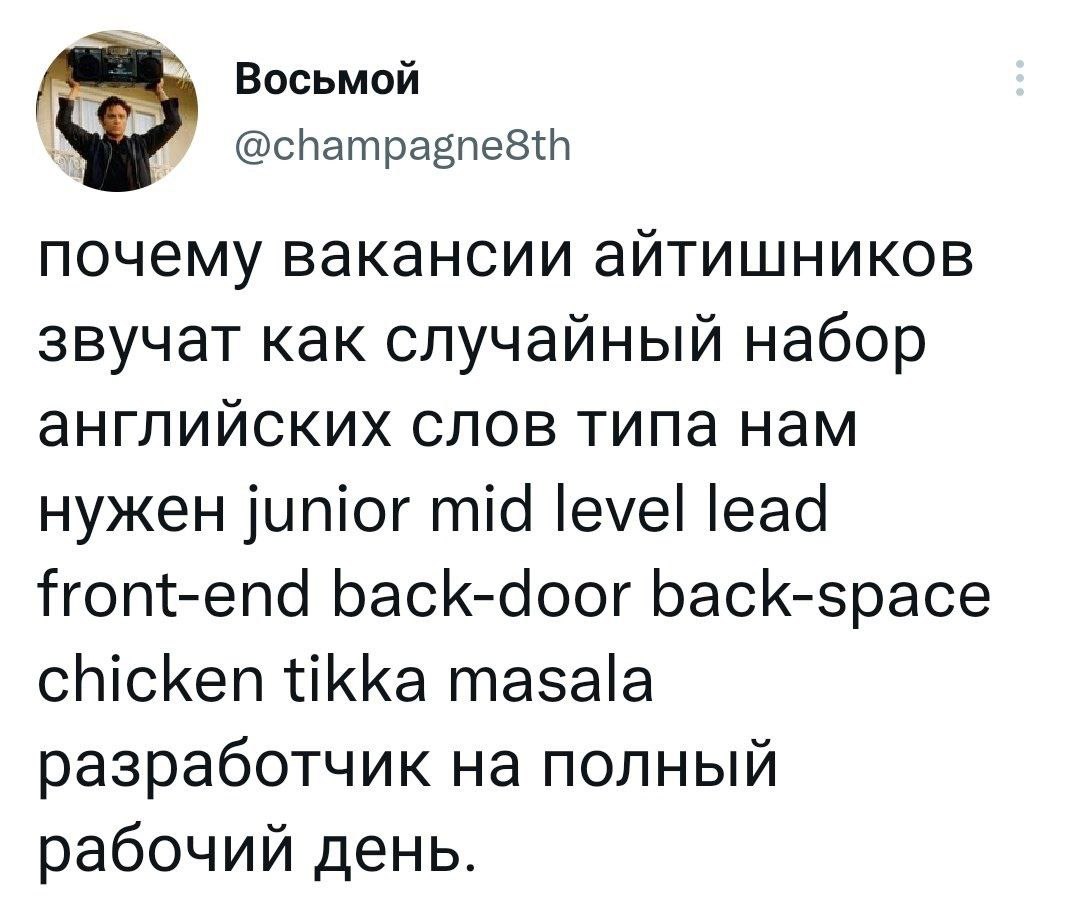 Восьмой
@champagne8th
почему вакансии айтишников
звучат как случайный набор
английских слов типа нам
нужен junior mid level lead
front-end back-door back-space
chicken tikka masala
разработчик на полный
рабочий день.